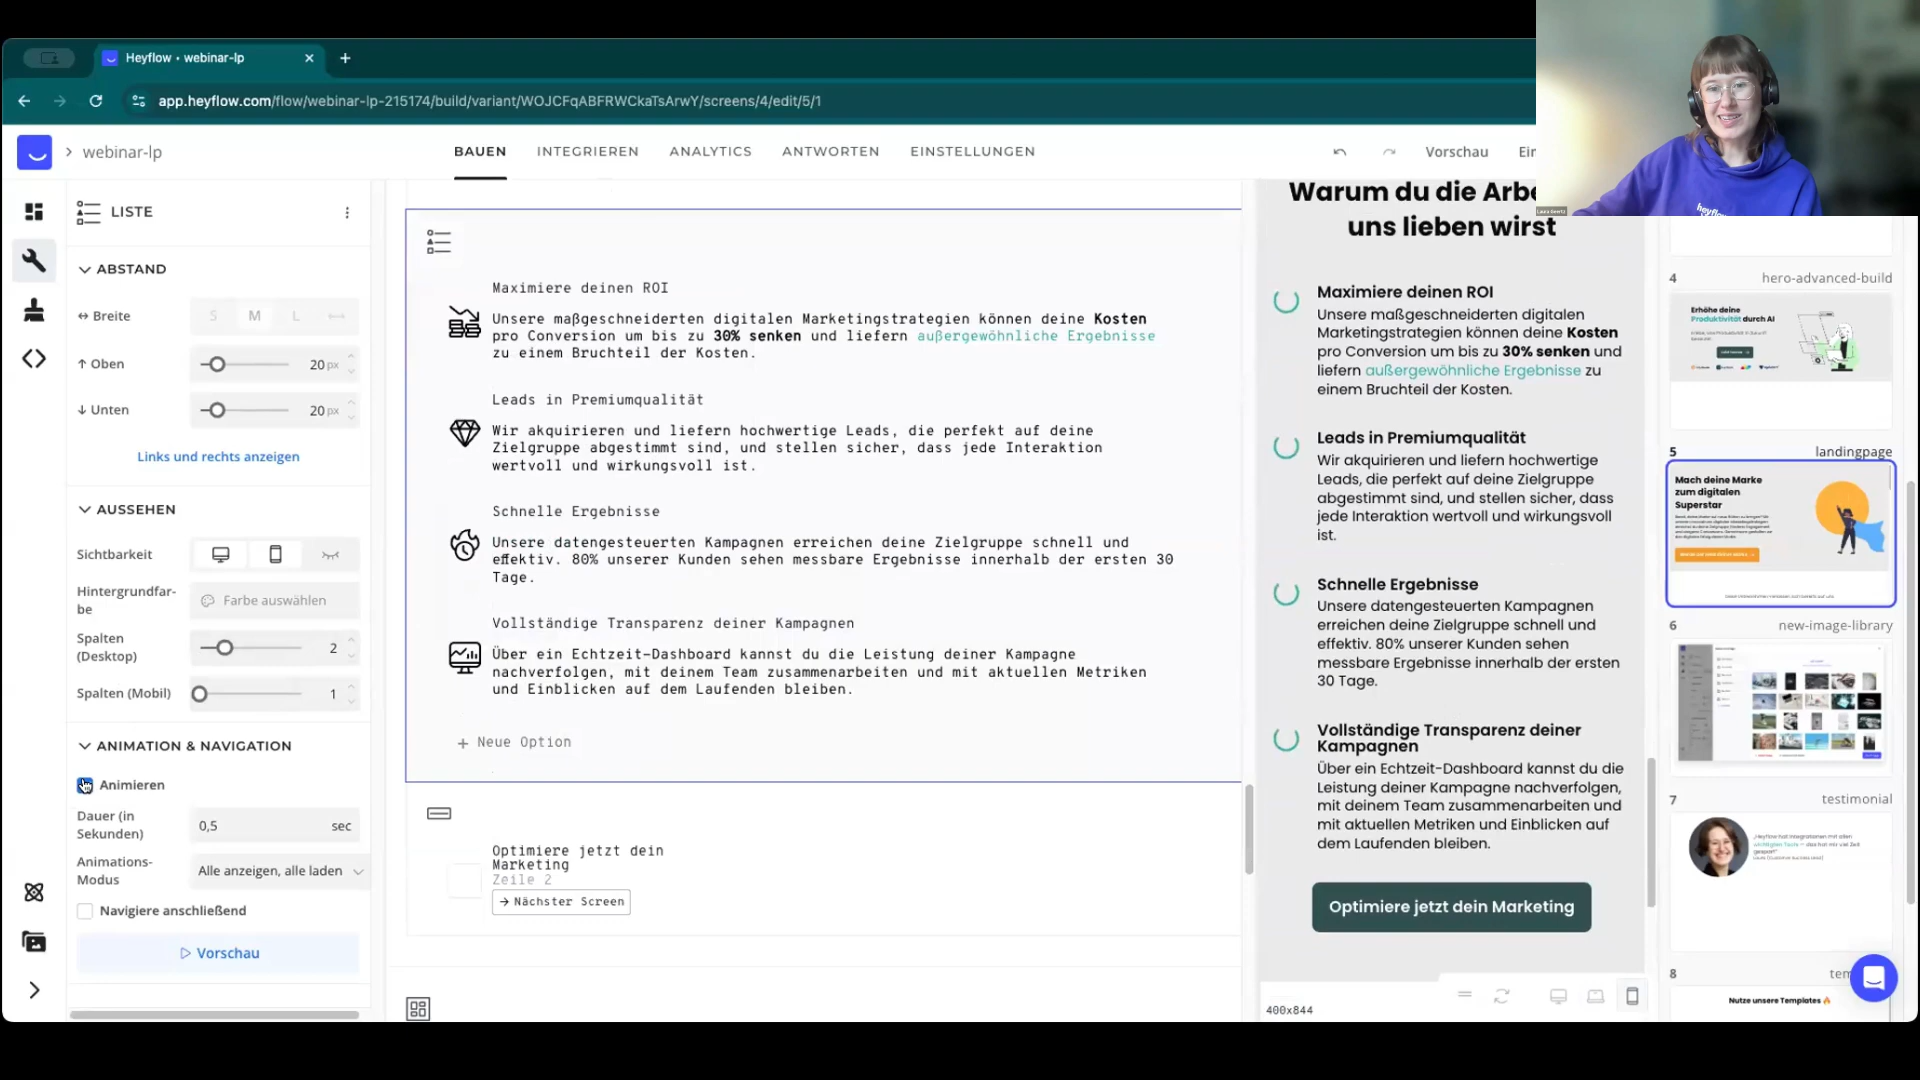 Heyflow • webinar-lp
app.heyflow.com/flow/webinar-lp-215174/build/variant/WOJCFqABFRWCkaTsArwY/screens/4/edit/5/1
webinar-lp
BAUEN
INTEGRIEREN
ANALYTICS
ANTWORTEN
EINSTELLUNGEN
Vorschau
Ein
LISTE
ABSTAND
Breite
S
M
L
Oben
20 px
Unten
20 px
Links und rechts anzeigen
AUSSEHEN
Sichtbarkeit
Hintergrundfar-
be
Farbe auswählen
Spalten
(Desktop)
2
Spalten (Mobil)
1
ANIMATION & NAVIGATION
Animieren
Dauer (in
Sekunden)
0,5
sec
Animations-
Modus
Alle anzeigen, alle laden
Navigiere anschließend
Vorschau
Maximiere deinen ROI
Unsere maßgeschneiderten digitalen Marketingstrategien können deine Kosten
pro Conversion um bis zu 30% senken und liefern außergewöhnliche Ergebnisse
zu einem Bruchteil der Kosten.
Leads in Premiumqualität
Wir akquirieren und liefern hochwertige Leads, die perfekt auf deine
Zielgruppe abgestimmt sind, und stellen sicher, dass jede Interaktion
wertvoll und wirkungsvoll ist.
Schnelle Ergebnisse
Unsere datengesteuerten Kampagnen erreichen deine Zielgruppe schnell und
effektiv. 80% unserer Kunden sehen messbare Ergebnisse innerhalb der ersten 30
Tage.
Vollständige Transparenz deiner Kampagnen
Über ein Echtzeit-Dashboard kannst du die Leistung deiner Kampagne
nachverfolgen, mit deinem Team zusammenarbeiten und mit aktuellen Metriken
und Einblicken auf dem Laufenden bleiben.
+ Neue Option
Optimiere jetzt dein
Marketing
Zeile 2
→ Nächster Screen
Warum du die Arbe
uns lieben wirst
Maximiere deinen ROI
Unsere maßgeschneiderten digitalen
Marketingstrategien können deine Kosten
pro Conversion um bis zu 30% senken und
liefern außergewöhnliche Ergebnisse zu
einem Bruchteil der Kosten.
Leads in Premiumqualität
Wir akquirieren und liefern hochwertige
Leads, die perfekt auf deine Zielgruppe
abgestimmt sind, und stellen sicher, dass
jede Interaktion wertvoll und wirkungsvoll
ist.
Schnelle Ergebnisse
Unsere datengesteuerten Kampagnen
erreichen deine Zielgruppe schnell und
effektiv. 80% unserer Kunden sehen
messbare Ergebnisse innerhalb der ersten
30 Tage.
Vollständige Transparenz deiner
Kampagnen
Über ein Echtzeit-Dashboard kannst du die
Leistung deiner Kampagne nachverfolgen,
mit deinem Team zusammenarbeiten und
mit aktuellen Metriken und Einblicken auf
dem Laufenden bleiben.
Optimiere jetzt dein Marketing
400x844
4
hero-advanced-build
Erhöhe deine
Produktivität durch AI
5
landingpage
Mach deine Marke
zum digitalen
Superstar
6
new-image-library
7
testimonial
8
tem
Nutze unsere Templates 🔥
heyflow